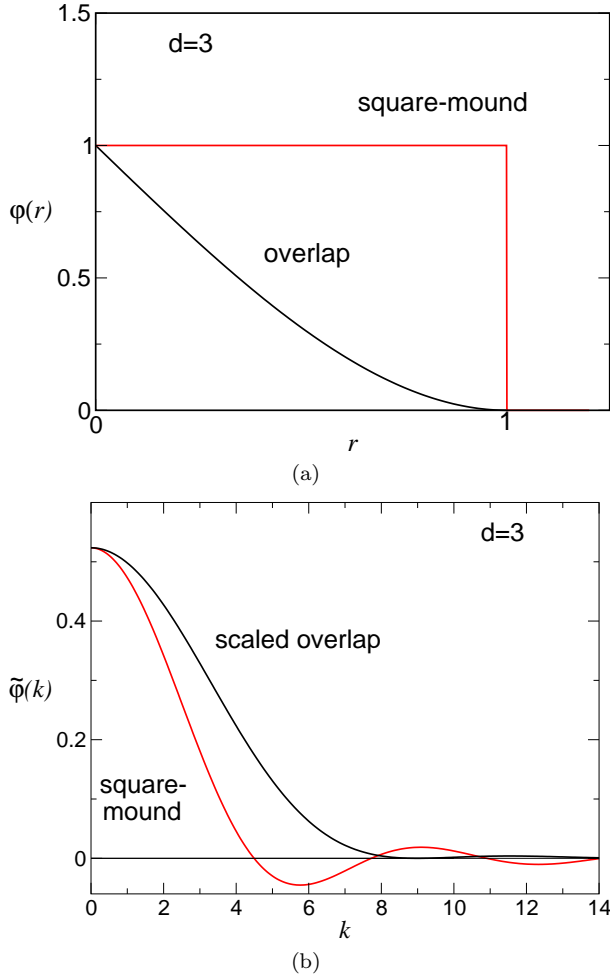 1.5
d=3
square-mound
1
φ(r)
overlap
0.5
0
0
1
r
(a)
d=3
0.4
scaled overlap
φ̃(k)
0.2
square-
mound
0
0 2 4 6 8 10 12 14
k
(b)